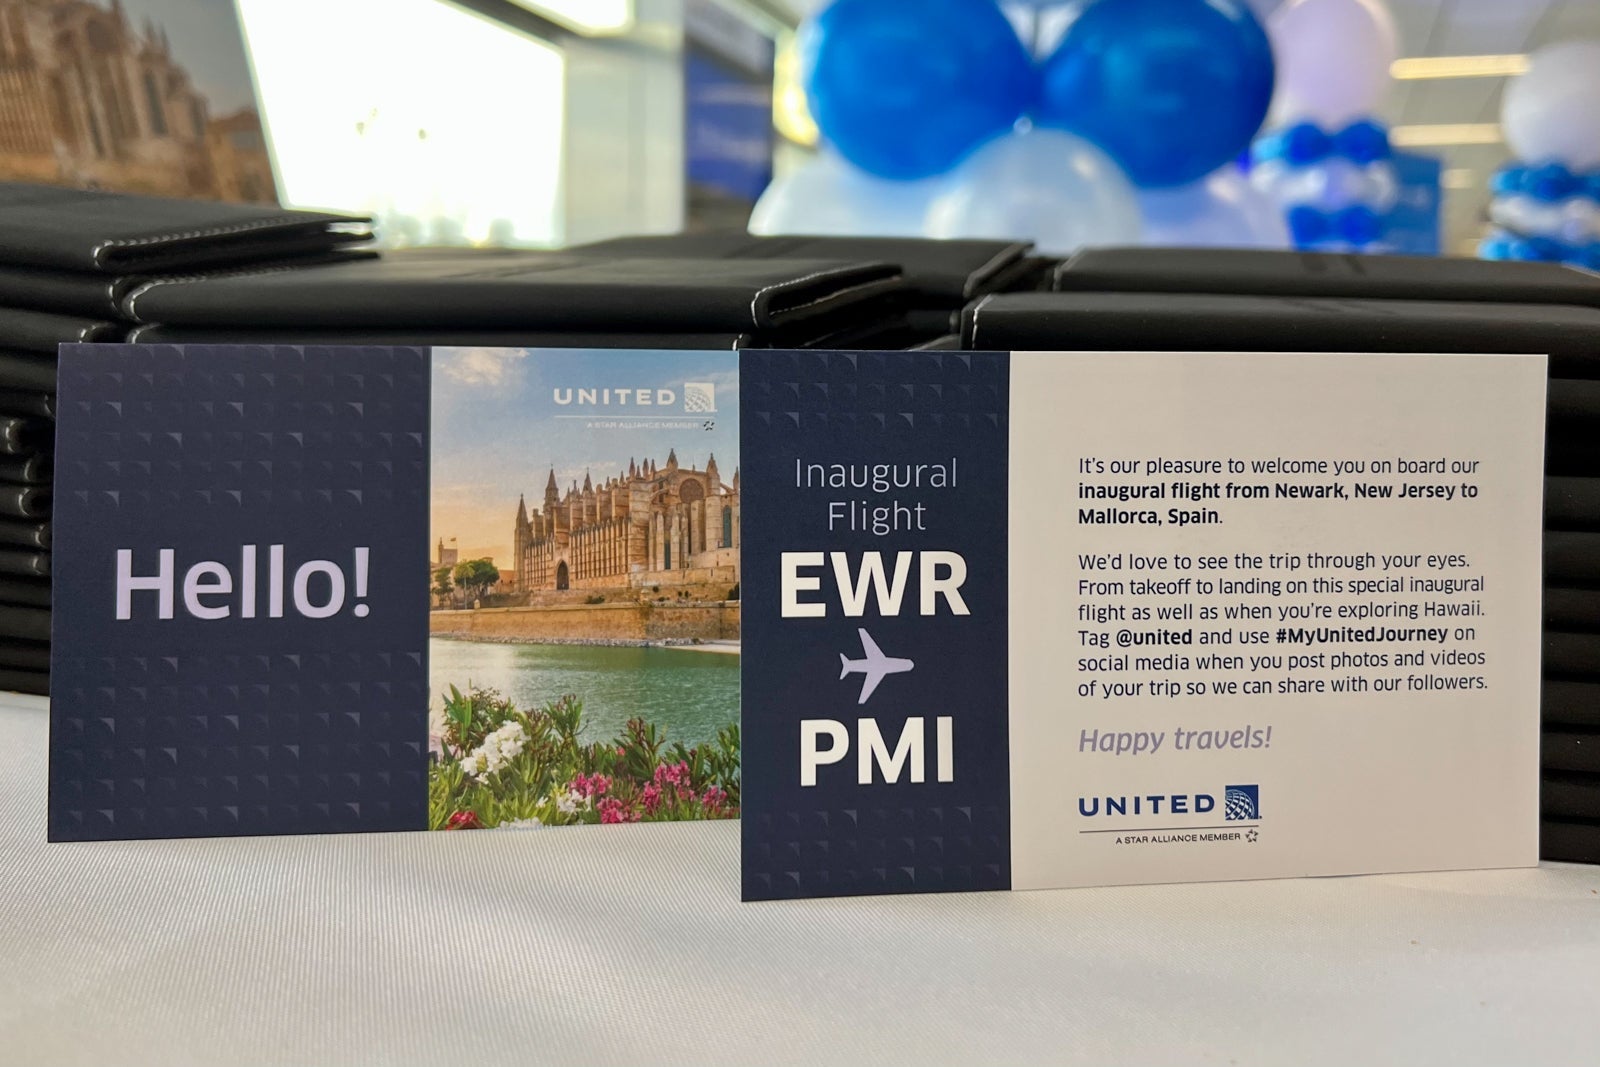 Hello!
UNITED
A STAR ALLIANCE MEMBER
Inaugural
Flight
EWR
PMI
It's our pleasure to welcome you on board our
inaugural flight from Newark, New Jersey to
Mallorca, Spain.
We'd love to see the trip through your eyes.
From takeoff to landing on this special inaugural
flight as well as when you're exploring Hawaii.
Tag @united and use #MyUnitedJourney on
social media when you post photos and videos
of your trip so we can share with our followers.
Happy travels!
UNITED
A STAR ALLIANCE MEMBER